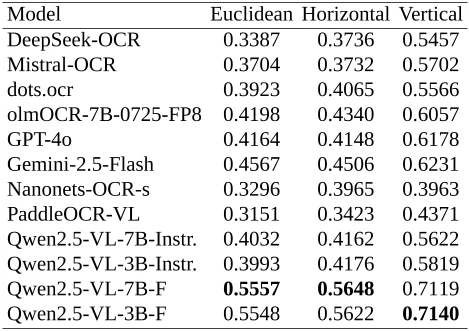 Model Euclidean Horizontal Vertical
DeepSeek-OCR 0.3387 0.3736 0.5457
Mistral-OCR 0.3704 0.3732 0.5702
dots.ocr 0.3923 0.4065 0.5566
olmOCR-7B-0725-FP8 0.4198 0.4340 0.6057
GPT-4o 0.4164 0.4148 0.6178
Gemini-2.5-Flash 0.4567 0.4506 0.6231
Nanonets-OCR-s 0.3296 0.3965 0.3963
PaddleOCR-VL 0.3151 0.3423 0.4371
Qwen2.5-VL-7B-Instr. 0.4032 0.4162 0.5622
Qwen2.5-VL-3B-Instr. 0.3993 0.4176 0.5819
Qwen2.5-VL-7B-F 0.5557 0.5648 0.7119
Qwen2.5-VL-3B-F 0.5548 0.5622 0.7140